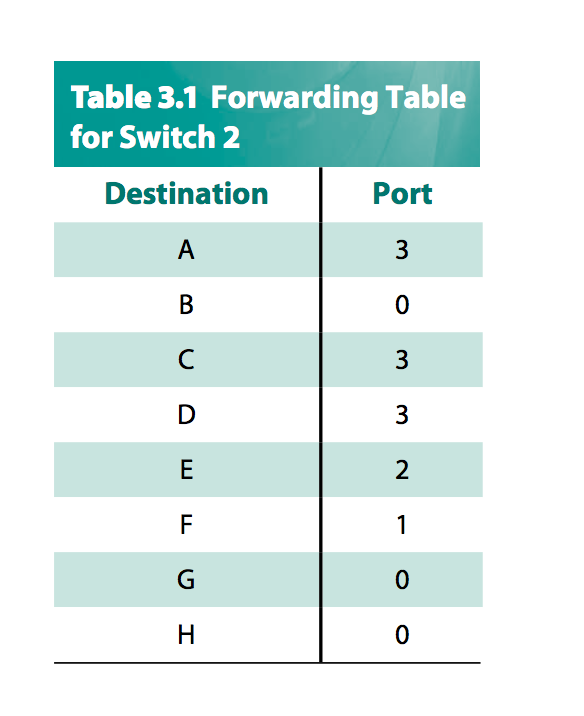 Table 3.1 Forwarding Table
for Switch 2
Destination Port
A 3
B 0
C 3
D 3
E 2
F 1
G 0
H 0